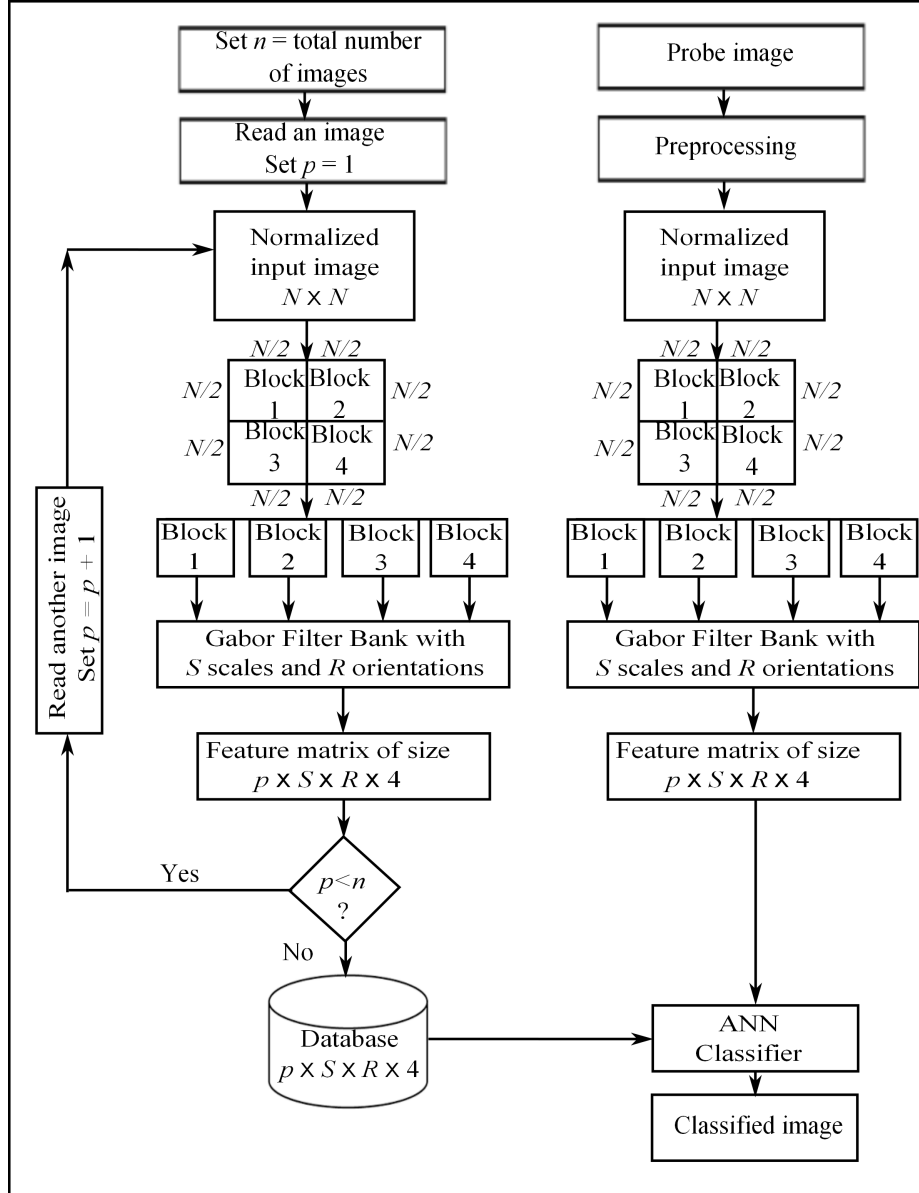 Set n = total number
of images
Read an image
Set p = 1
Normalized
input image
N x N
N/2 N/2
N/2 Block Block N/2
1 2
N/2 Block Block N/2
3 4
N/2 N/2
Block Block Block Block
1 2 3 4
Gabor Filter Bank with
S scales and R orientations
Feature matrix of size
p x S x R x 4
p<n
?
Yes
No
Read another image
Set p = p + 1
Database
p x S x R x 4
Probe image
Preprocessing
Normalized
input image
N x N
N/2 N/2
N/2 Block Block N/2
1 2
N/2 Block Block N/2
3 4
N/2 N/2
Block Block Block Block
1 2 3 4
Gabor Filter Bank with
S scales and R orientations
Feature matrix of size
p x S x R x 4
ANN
Classifier
Classified image